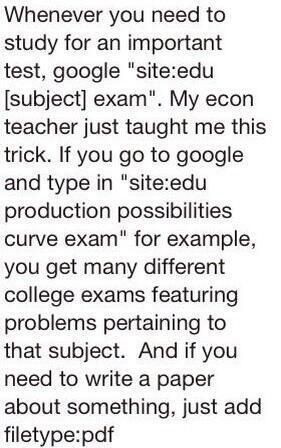 Whenever you need to
study for an important
test, google "site:edu
[subject] exam". My econ
teacher just taught me this
trick. If you go to google
and type in "site:edu
production possibilities
curve exam" for example,
you get many different
college exams featuring
problems pertaining to
that subject.  And if you
need to write a paper
about something, just add
filetype:pdf